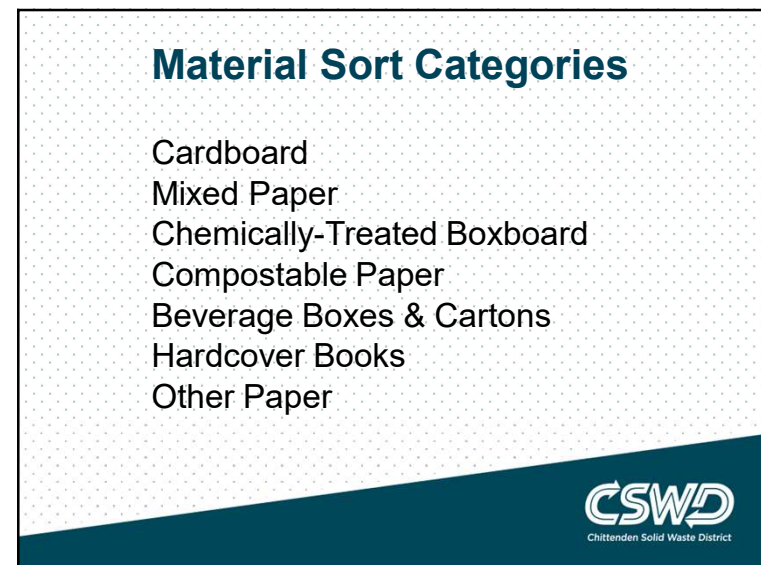 Material Sort Categories
Cardboard
Mixed Paper
Chemically-Treated Boxboard
Compostable Paper
Beverage Boxes & Cartons
Hardcover Books
Other Paper
CSWD
Chittenden Solid Waste District